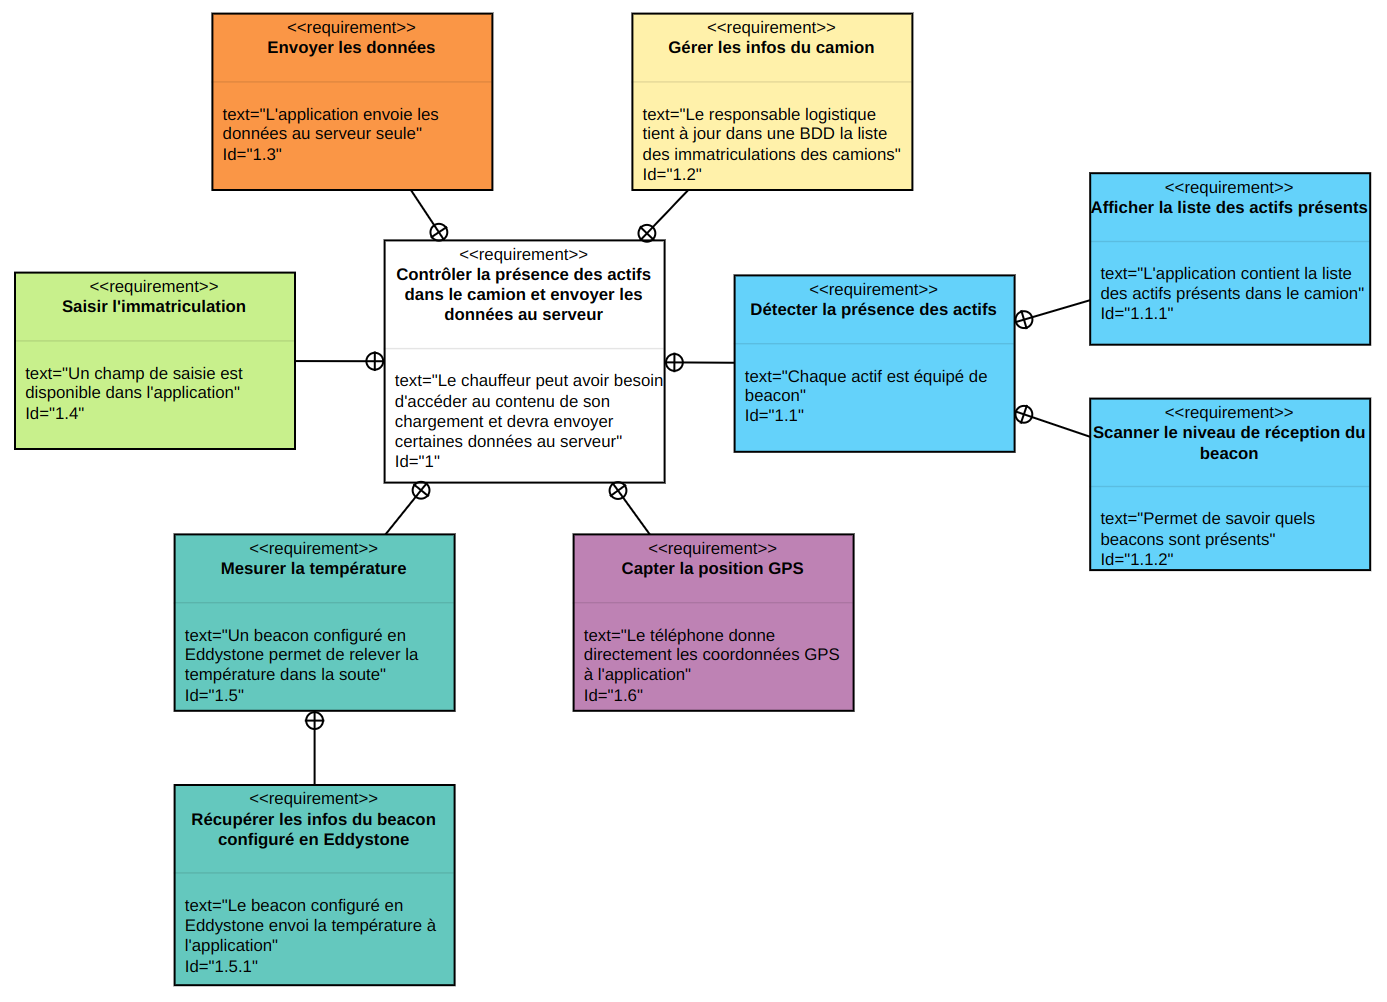 <<requirement>>
Envoyer les données
text="L'application envoie les
données au serveur seule"
Id="1.3"
<<requirement>>
Gérer les infos du camion
text="Le responsable logistique
tient à jour dans une BDD la liste
des immatriculations des camions"
Id="1.2"
<<requirement>>
Afficher la liste des actifs présents
text="L'application contient la liste
des actifs présents dans le camion"
Id="1.1.1"
<<requirement>>
Contrôler la présence des actifs
dans le camion et envoyer les
données au serveur
text="Le chauffeur peut avoir besoin
d'accéder au contenu de son
chargement et devra envoyer
certaines données au serveur"
Id="1"
<<requirement>>
Saisir l'immatriculation
text="Un champ de saisie est
disponible dans l'application"
Id="1.4"
<<requirement>>
Détecter la présence des actifs
text="Chaque actif est équipé de
beacon"
Id="1.1"
<<requirement>>
Scanner le niveau de réception du
beacon
text="Permet de savoir quels
beacons sont présents"
Id="1.1.2"
<<requirement>>
Mesurer la température
text="Un beacon configuré en
Eddystone permet de relever la
température dans la soute"
Id="1.5"
<<requirement>>
Capter la position GPS
text="Le téléphone donne
directement les coordonnées GPS
à l'application"
Id="1.6"
<<requirement>>
Récupérer les infos du beacon
configuré en Eddystone
text="Le beacon configuré en
Eddystone envoi la température à
l'application"
Id="1.5.1"